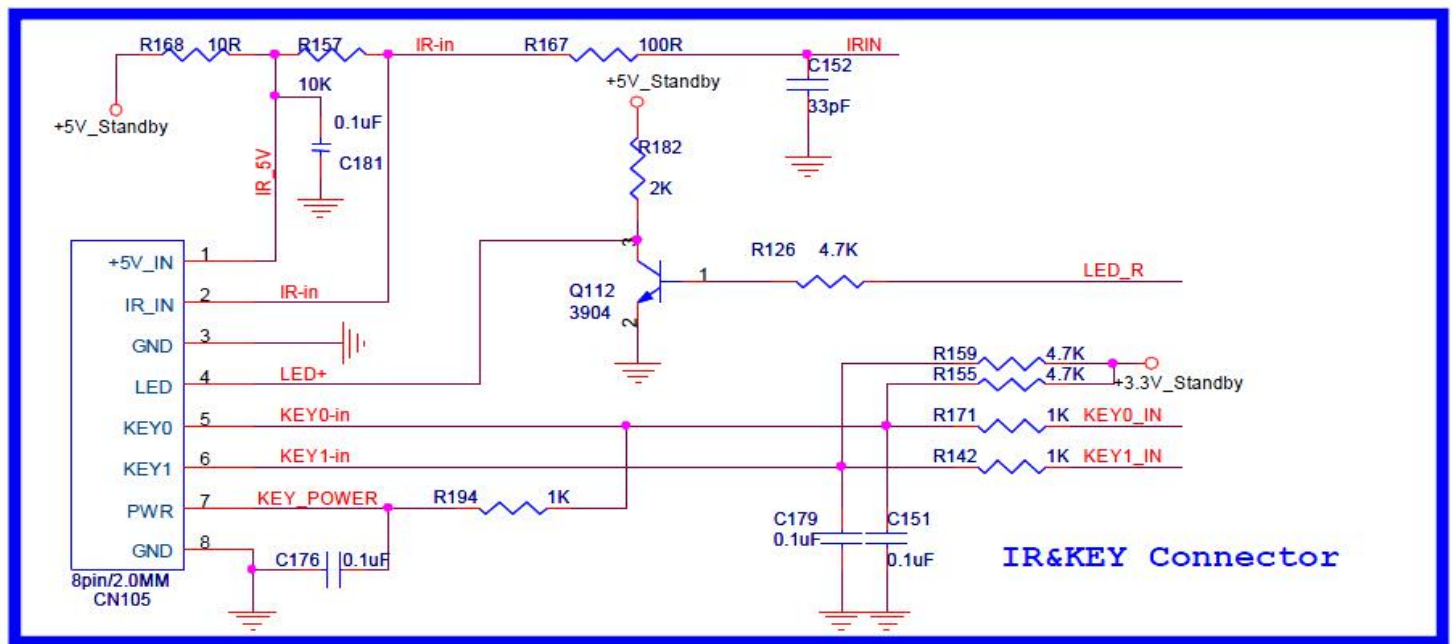 R168 10R R157 IR-in R167 100R IRIN
C152
+5V_Standby
10K
33pF
+5V_Standby
0.1uF
R182
C181
IR_5V
2K
+5V_IN 1
3
R126 4.7K
LED_R
1
IR_IN 2 IR-in
Q112
3904
2
GND 3
R159 4.7K
LED 4 LED+
R155 4.7K
+3.3V_Standby
KEY0 5 KEY0-in
R171 1K KEY0_IN
KEY1 6 KEY1-in
R142 1K KEY1_IN
PWR 7 KEY_POWER R194 1K
C179 C151
0.1uF
GND 8
C176 0.1uF
0.1uF
IR&KEY Connector
8pin/2.0MM
CN105